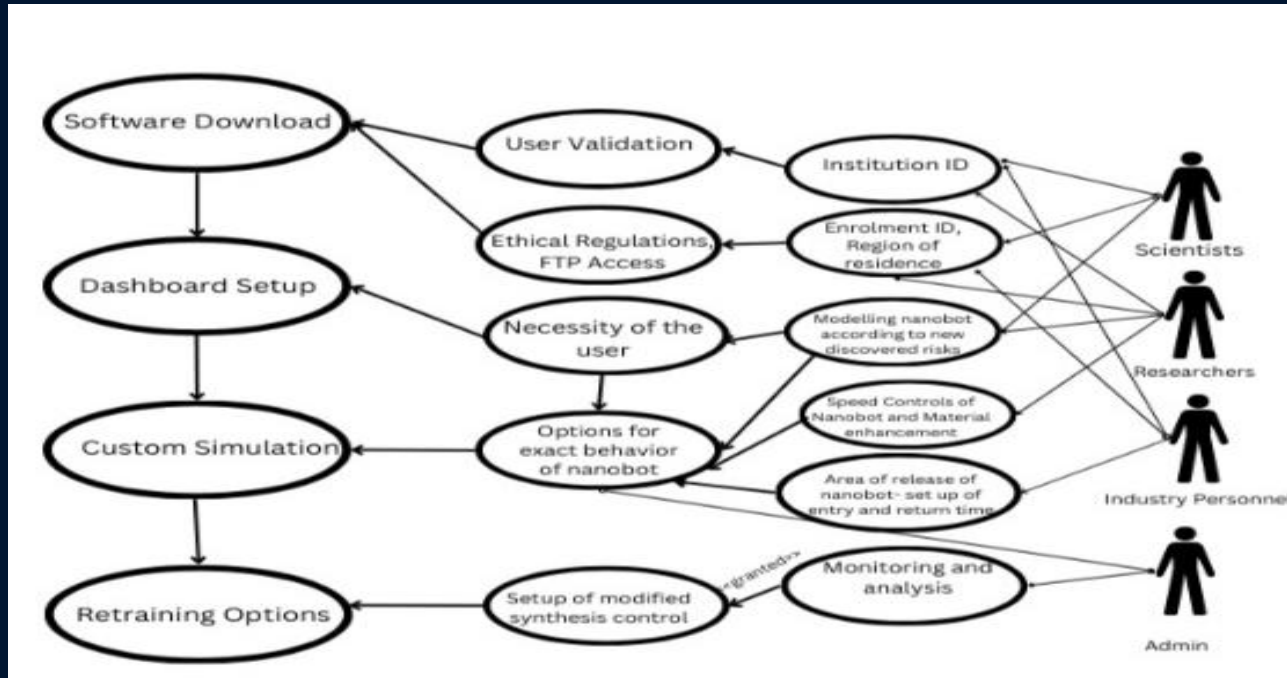 Software Download
User Validation
Institution ID
Scientists
Ethical Regulations,
FTP Access
Enrolment ID,
Region of
residence
Dashboard Setup
Necessity of the
user
Modelling nanobot
according to new
discovered risks
Researchers
Custom Simulation
Options for
exact behavior
of nanobot
Speed Controls of
Nanobot and Material
enhancement
Area of release of
nanobot- set up of
entry and return time
Industry Personne
Retraining Options
Setup of modified
synthesis control
<granted>>
Monitoring and
analysis
Admin